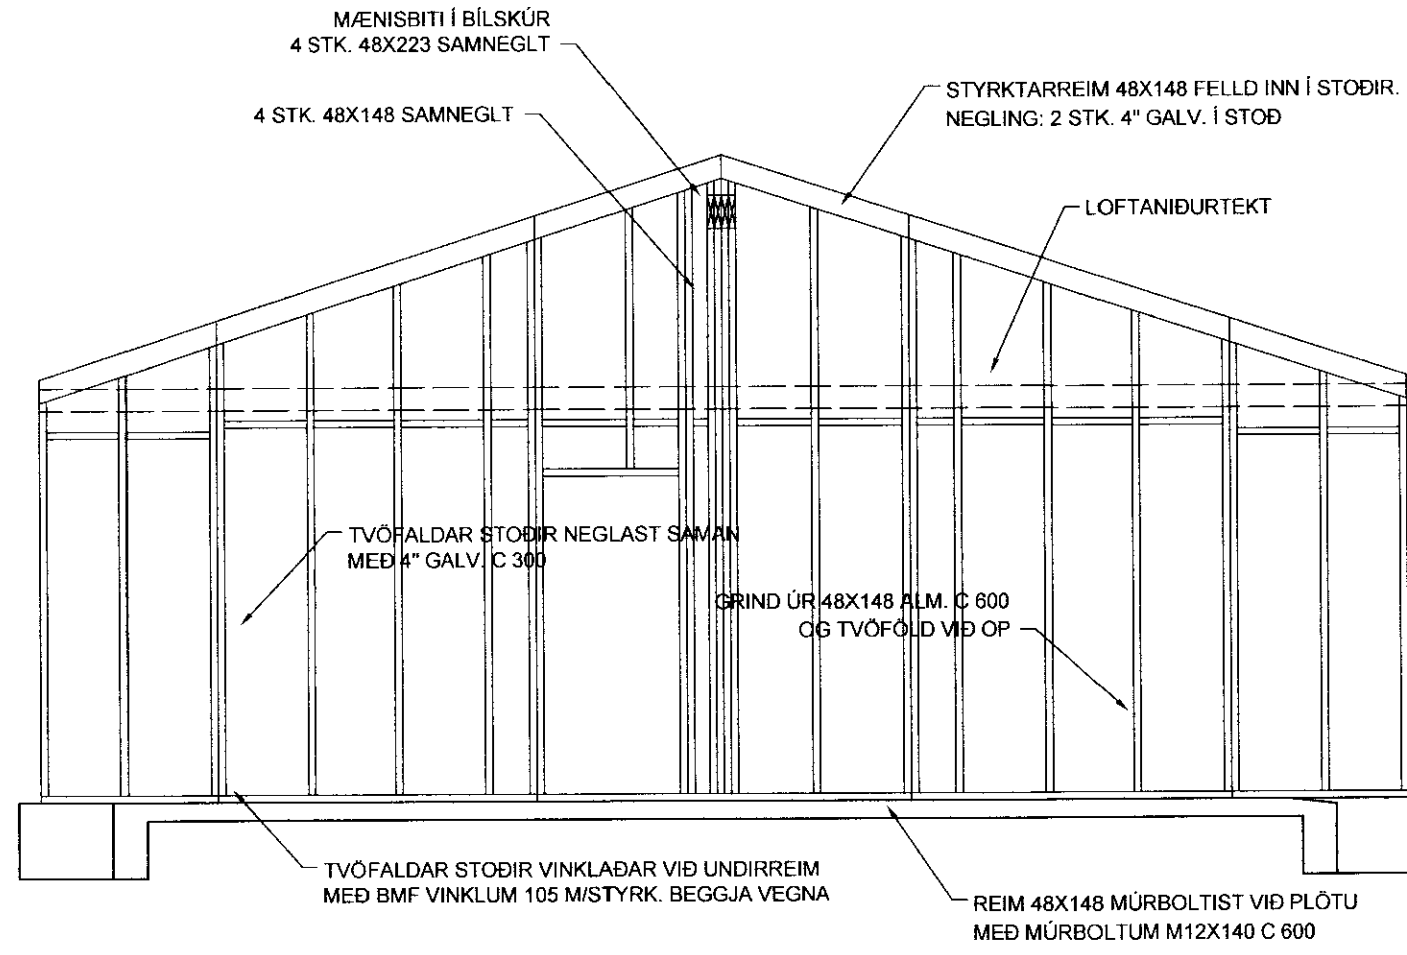 MÆNISBITI Í BÍLSKÚR
4 STK. 48X223 SAMNEGLT
4 STK. 48X148 SAMNEGLT
STYRKTARREIM 48X148 FELLD INN Í STOÐIR.
NEGLING: 2 STK. 4" GALV. Í STOÐ
LOFTANIÐURTEKT
TVÖFALDAR STOÐIR NEGLAST SAMAN
MEÐ 4" GALV. C 300
GRIND ÚR 48X148 ALM. C 600
OG TVÖFÖLD VIÐ OP
TVÖFALDAR STOÐIR VINKLAÐAR VIÐ UNDIRREIM
MEÐ BMF VINKLUM 105 M/STYRK. BEGGJA VEGNA
REIM 48X148 MÚRBOLTIST VIÐ PLÖTU
MEÐ MÚRBOLTUM M12X140 C 600